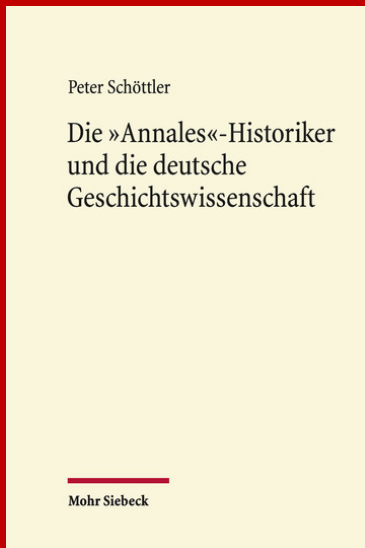 Peter Schöttler
Die »Annales«-Historiker
und die deutsche
Geschichtswissenschaft
Mohr Siebeck